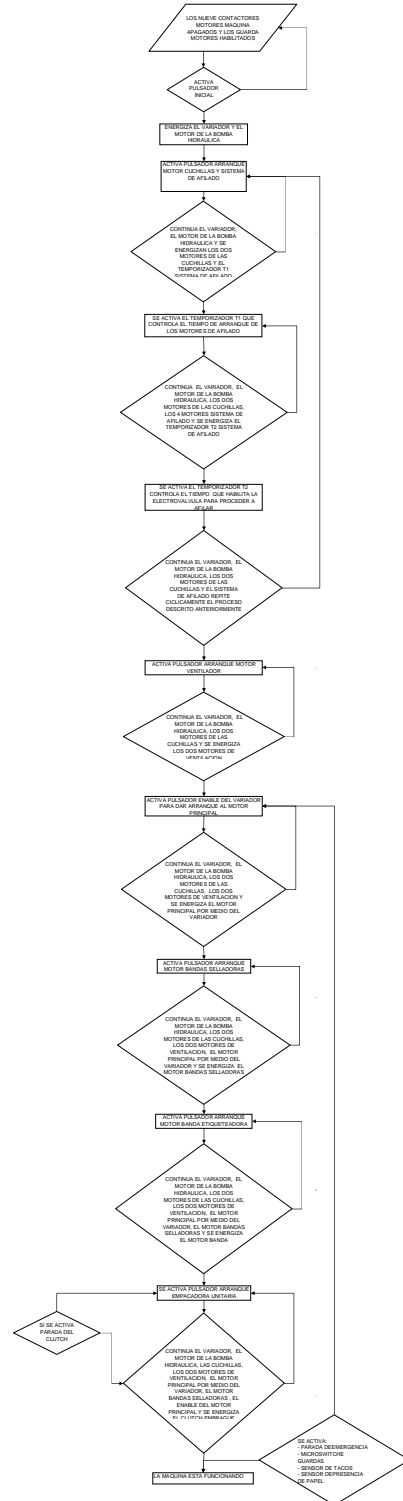 LOS NUEVE CONTACTORES
MOTORES MAQUINA
APAGADOS Y LOS GUARDA
MOTORES HABILITADOS
ACTIVA
PULSADOR
INICIAL
ENERGIZA EL VARIADOR Y EL
MOTOR DE LA BOMBA
HIDRAULICA
ACTIVA PULSADOR ARRANQUE
MOTOR CUCHILLAS Y SISTEMA
DE AFILADO
CONTINUA EL VARIADOR,
EL MOTOR DE LA BOMBA
HIDRAULICA Y SE
ENERGIZAN LOS DOS
MOTORES DE LAS
CUCHILLAS Y EL
TEMPORIZADOR T1
SISTEMA DE AFILADO
SE ACTIVA EL TEMPORIZADOR T1 QUE
CONTROLA EL TIEMPO DE ARRANQUE DE
LOS MOTORES DE AFILADO
CONTINUA EL VARIADOR, EL
MOTOR DE LA BOMBA
HIDRAULICA, LOS DOS
MOTORES DE LAS CUCHILLAS,
LOS 4 MOTORES SISTEMA DE
AFILADO Y SE ENERGIZA EL
TEMPORIZADOR T2 SISTEMA
DE AFILADO
SE ACTIVA EL TEMPORIZADOR T2
CONTROLA EL TIEMPO QUE HABILITA LA
ELECTROVALVULA PARA PROCEDER A
AFILAR
CONTINUA EL VARIADOR, EL
MOTOR DE LA BOMBA
HIDRAULICA, LOS DOS
MOTORES DE LAS
CUCHILLAS Y EL SISTEMA
DE AFILADO REPITE
CICLICAMENTE EL PROCESO
DESCRITO ANTERIORMENTE
ACTIVA PULSADOR ARRANQUE MOTOR
VENTILADOR
CONTINUA EL VARIADOR, EL
MOTOR DE LA BOMBA
HIDRAULICA, LOS DOS
MOTORES DE LAS
CUCHILLAS Y SE ENERGIZA
LOS DOS MOTORES DE
VENTILACION
ACTIVA PULSADOR ENABLE DEL VARIADOR
PARA DAR ARRANQUE AL MOTOR
PRINCIPAL
CONTINUA EL VARIADOR, EL
MOTOR DE LA BOMBA
HIDRAULICA, LOS DOS
MOTORES DE LAS
CUCHILLAS, LOS DOS
MOTORES DE VENTILACION Y
SE ENERGIZA EL MOTOR
PRINCIPAL POR MEDIO DEL
VARIADOR
ACTIVA PULSADOR ARRANQUE
MOTOR BANDAS SELLADORAS
CONTINUA EL VARIADOR, EL
MOTOR DE LA BOMBA
HIDRAULICA, LOS DOS
MOTORES DE LAS CUCHILLAS,
LOS DOS MOTORES DE
VENTILACION, EL MOTOR
PRINCIPAL POR MEDIO DEL
VARIADOR Y SE ENERGIZA EL
MOTOR BANDAS SELLADORAS
ACTIVA PULSADOR ARRANQUE
MOTOR BANDA ETIQUETEADORA
CONTINUA EL VARIADOR, EL
MOTOR DE LA BOMBA
HIDRAULICA, LOS DOS
MOTORES DE LAS CUCHILLAS,
LOS DOS MOTORES DE
VENTILACION, EL MOTOR
PRINCIPAL POR MEDIO DEL
VARIADOR, EL MOTOR BANDAS
SELLADORAS Y SE ENERGIZA
EL MOTOR BANDA
SE ACTIVA PULSADOR ARRANQUE
EMPACADORA UNITARIA
SI SE ACTIVA
PARADA DEL
CLUTCH
CONTINUA EL VARIADOR, EL
MOTOR DE LA BOMBA
HIDRAULICA, LAS CUCHILLAS,
LOS DOS MOTORES DE
VENTILACION, EL MOTOR
PRINCIPAL POR MEDIO DEL
VARIADOR, EL MOTOR
BANDAS SELLADORAS , EL
ENABLE DEL MOTOR
PRINCIPAL Y SE ENERGIZA
EL CLUTCH EMBRAGUE
SE ACTIVA:
- PARADA DEEMERGENCIA
- MICROSWITCHE
GUARDAS
- SENSOR DE TACOS
- SENSOR DEPRESENCIA
DE PAPEL
LA MAQUINA ESTA FUNCIONANDO